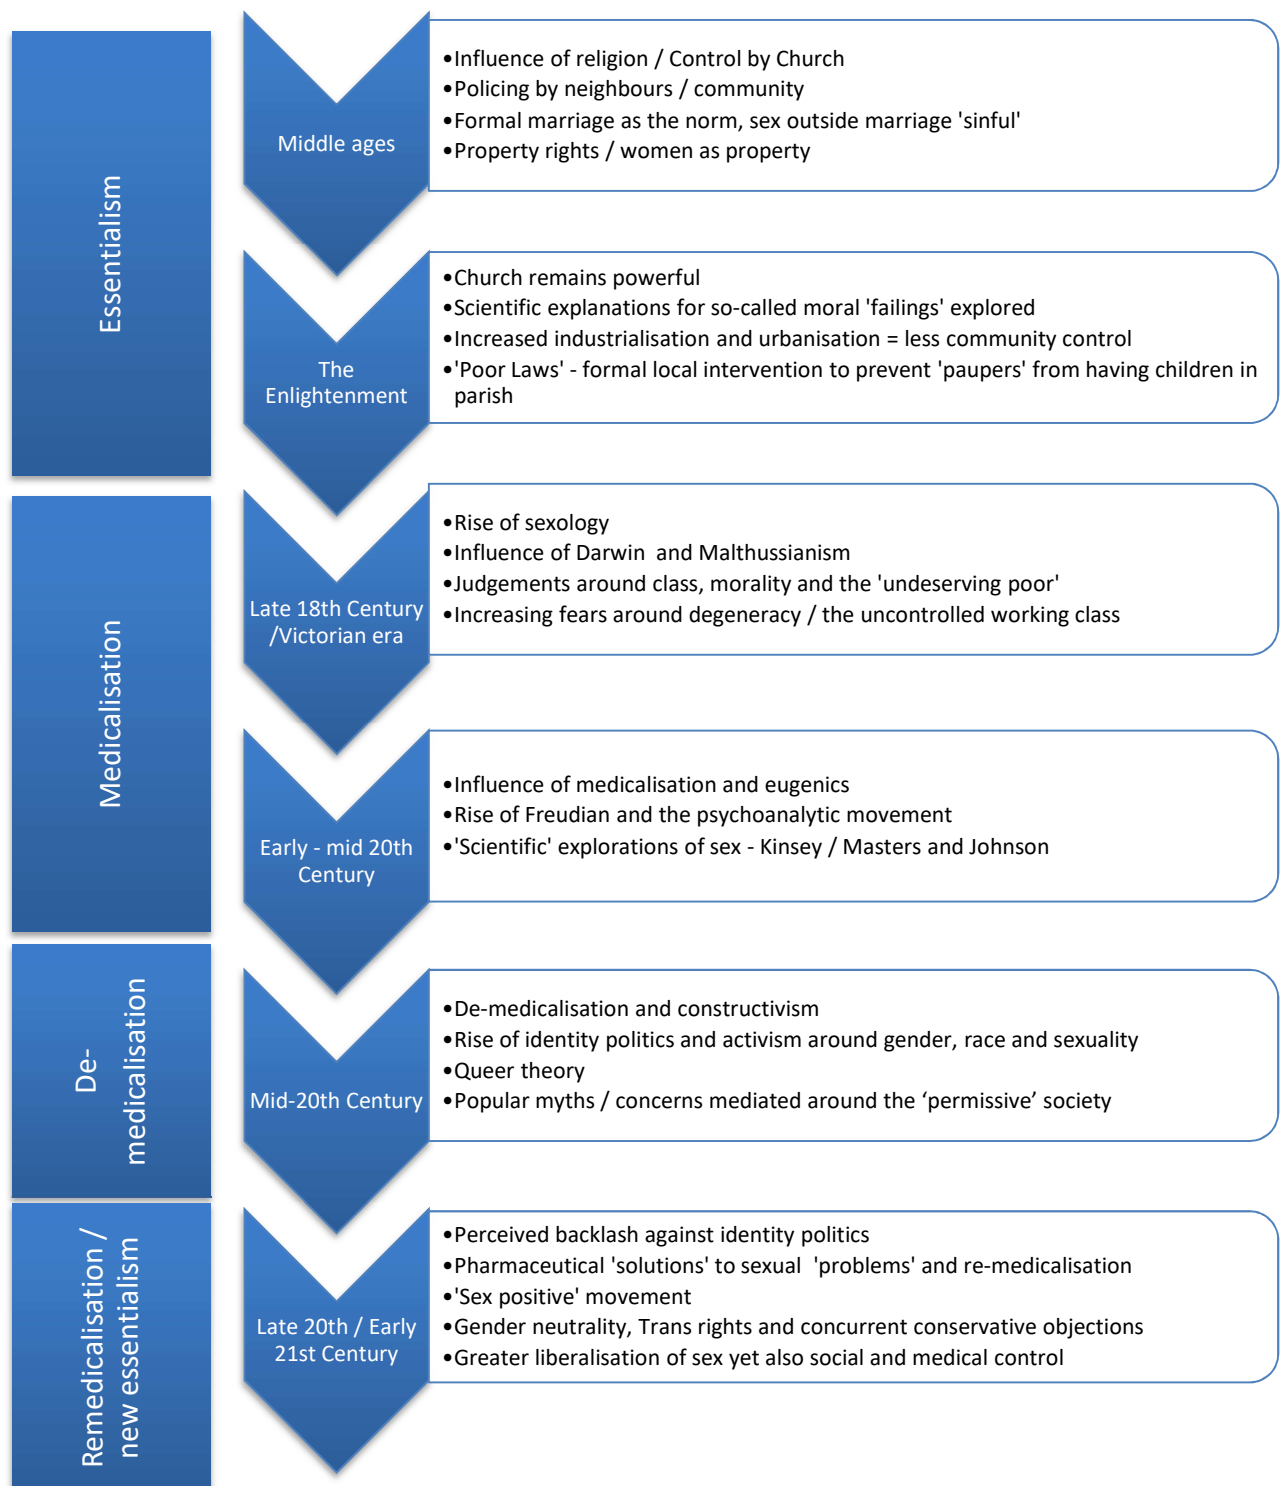 Essentialism
Middle ages
•Influence of religion / Control by Church
•Policing by neighbours / community
•Formal marriage as the norm, sex outside marriage 'sinful'
•Property rights / women as property
The
Enlightenment
•Church remains powerful
•Scientific explanations for so-called moral 'failings' explored
•Increased industrialisation and urbanisation = less community control
•'Poor Laws' - formal local intervention to prevent 'paupers' from having children in
parish
Medicalisation
Late 18th Century
/Victorian era
•Rise of sexology
•Influence of Darwin  and Malthussianism
•Judgements around class, morality and the 'undeserving poor'
•Increasing fears around degeneracy / the uncontrolled working class
Early - mid 20th
Century
•Influence of medicalisation and eugenics
•Rise of Freudian and the psychoanalytic movement
•'Scientific' explorations of sex - Kinsey / Masters and Johnson
De-
medicalisation
Mid-20th Century
•De-medicalisation and constructivism
•Rise of identity politics and activism around gender, race and sexuality
•Queer theory
•Popular myths / concerns mediated around the ‘permissive’ society
Remedicalisation /
new essentialism
Late 20th / Early
21st Century
•Perceived backlash against identity politics
•Pharmaceutical 'solutions' to sexual  'problems' and re-medicalisation
•'Sex positive' movement
•Gender neutrality, Trans rights and concurrent conservative objections
•Greater liberalisation of sex yet also social and medical control